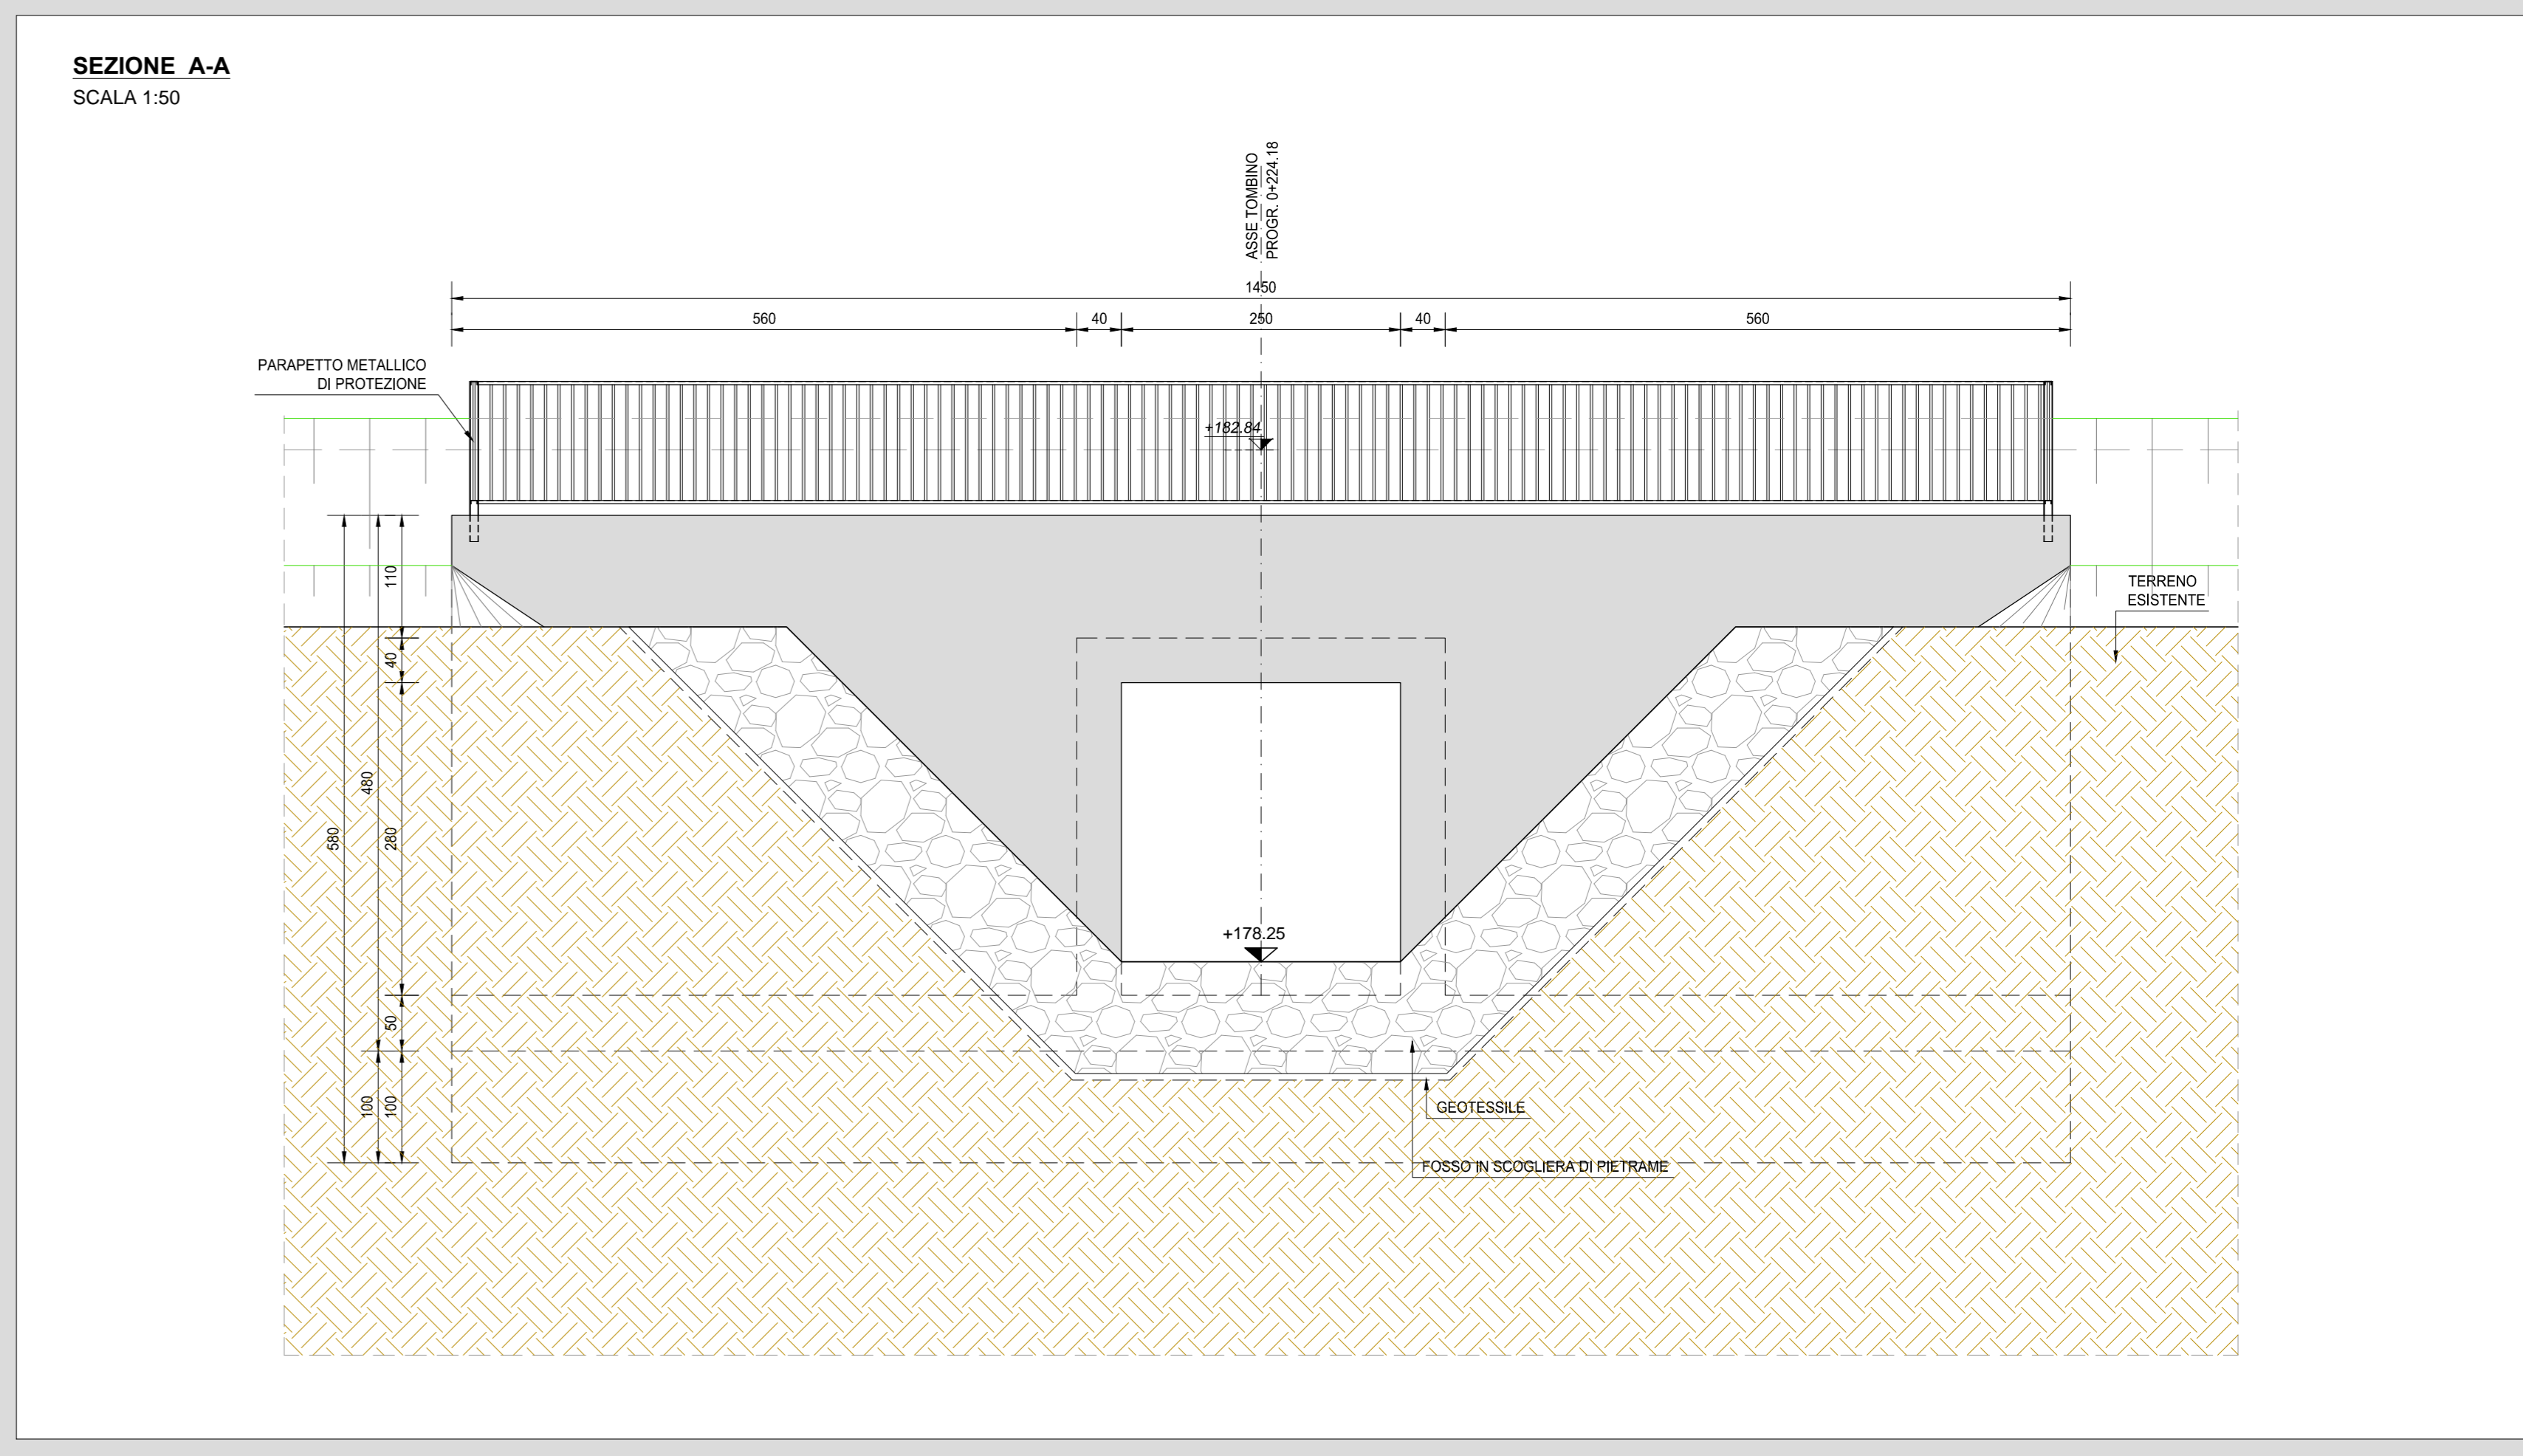 SEZIONE A-A
SCALA 1:50
ASSE TOMBINO
PROGR. 0+224.18
1450
560
40
250
40
560
PARAPETTO METALLICO
DI PROTEZIONE
+182.84
110
TERRENO
ESISTENTE
40
480
580
280
+178.25
50
100
100
GEOTESSILE
FOSSO IN SCOGLIERA DI PIETRAME